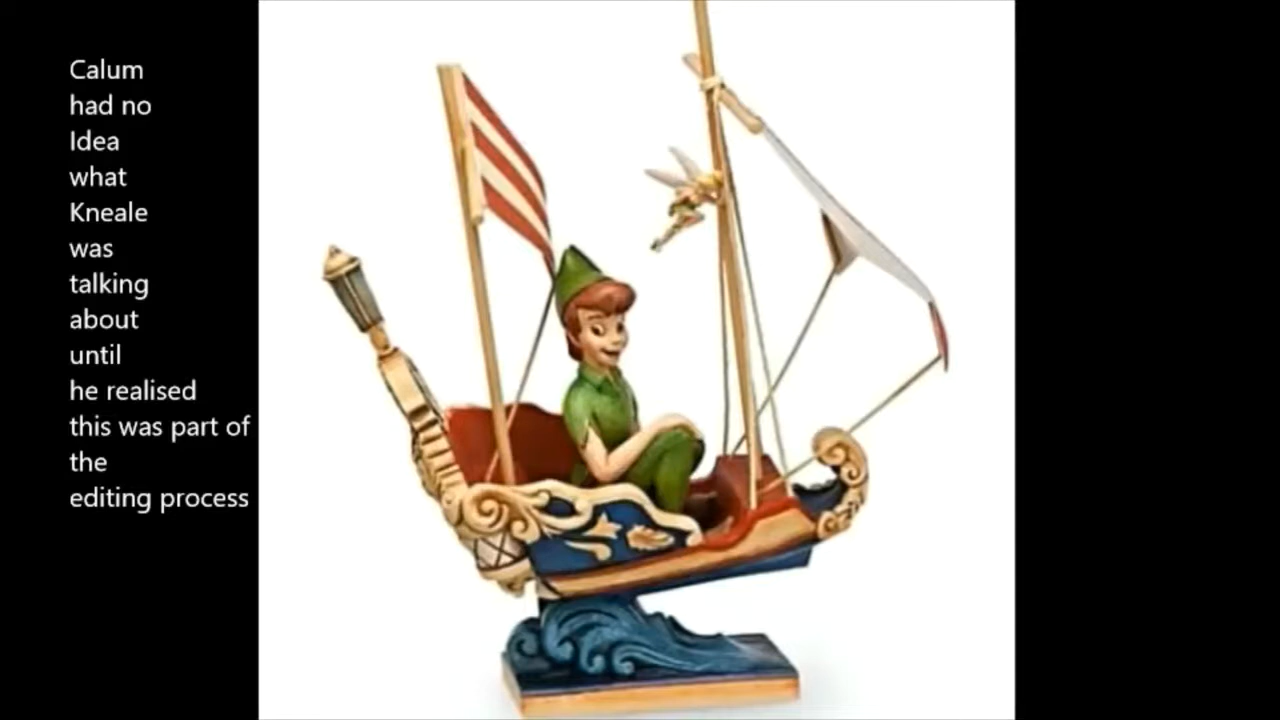 Calum
had no
Idea
what
Kneale
was
talking
about
until
he realised
this was part of
the
editing process